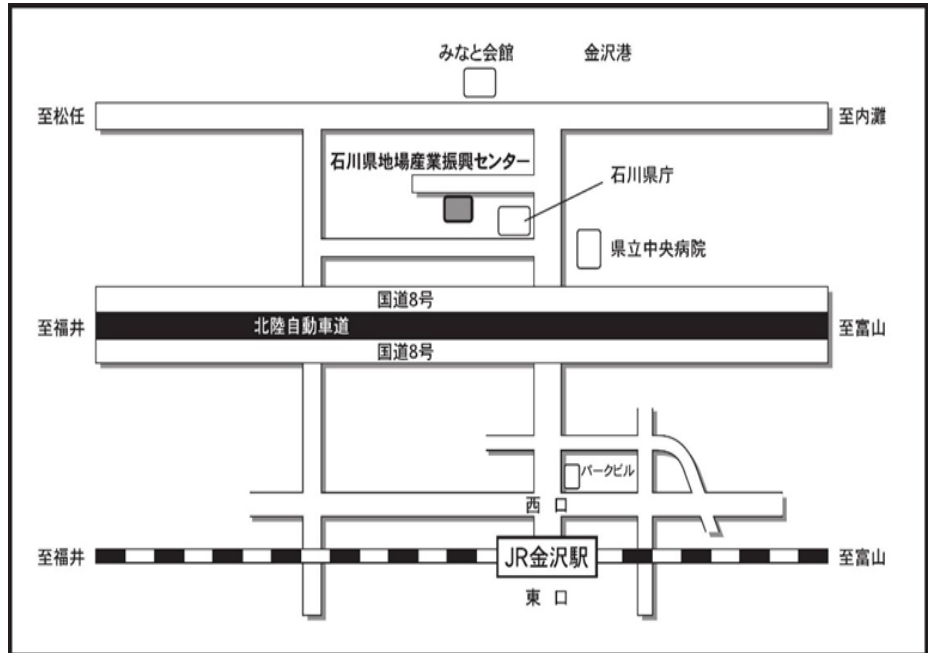 みなと会館
金沢港
至松任
至内灘
石川県地場産業振興センター
石川県庁
県立中央病院
国道8号
至福井
北陸自動車道
至富山
国道8号
パークビル
西 口
至福井
JR金沢駅
至富山
東 口